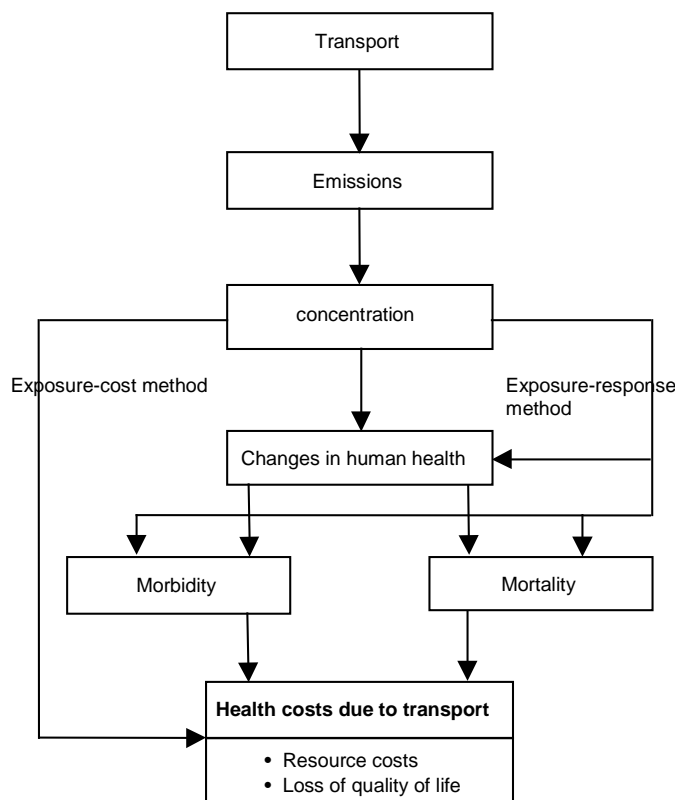 Transport
Emissions
concentration
Exposure-cost method
Exposure-response
method
Changes in human health
Morbidity
Mortality
Health costs due to transport
• Resource costs
• Loss of quality of life